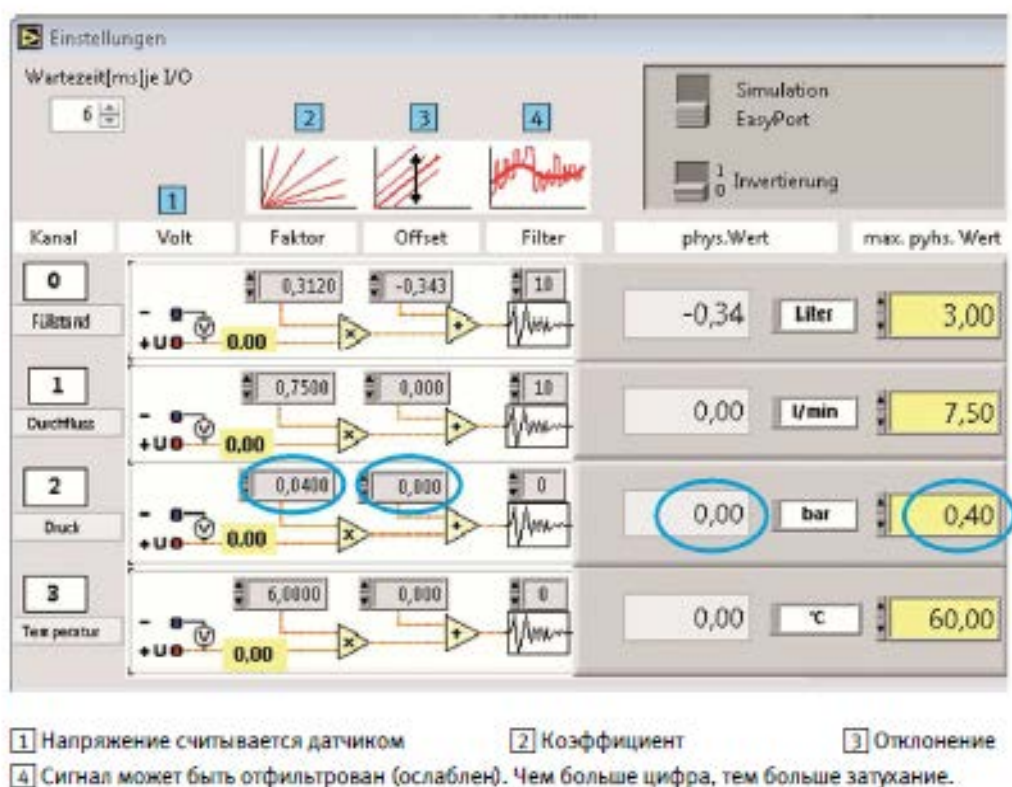 Einstellungen
Wartezeit[ms]je I/O
6
2 3 4
Simulation
EasyPort
1
0 Invertierung
1
Kanal Volt Faktor Offset Filter phys.Wert max. pyhs. Wert
0 0,3120 -0,343 10
Füllstand - +U 0,00 V x + -0,34 Liter 3,00
1 0,7500 0,000 10
Durchfluss - +U 0,00 V x + 0,00 l/min 7,50
2 0,0400 0,000 0
Druck - +U 0,00 V x + 0,00 bar 0,40
3 6,0000 0,000 0
Temperatur - +U 0,00 V x + 0,00 °C 60,00
1 Напряжение считывается датчиком 2 Коэффициент 3 Отклонение
4 Сигнал может быть отфильтрован (ослаблен). Чем больше цифра, тем больше затухание.